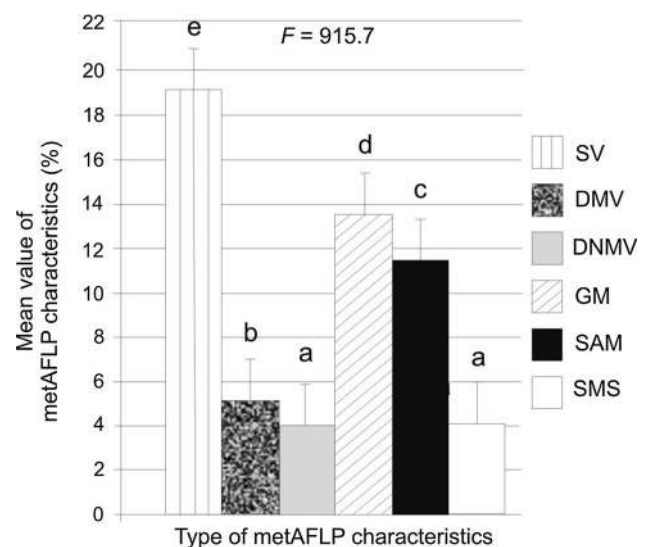 22
20
18
16
14
12
10
8
6
4
2
0
Mean value of
metAFLP characteristics (%)
F = 915.7
e
b
a
d
c
a
SV
DMV
DNMV
GM
SAM
SMS
Type of metAFLP characteristics